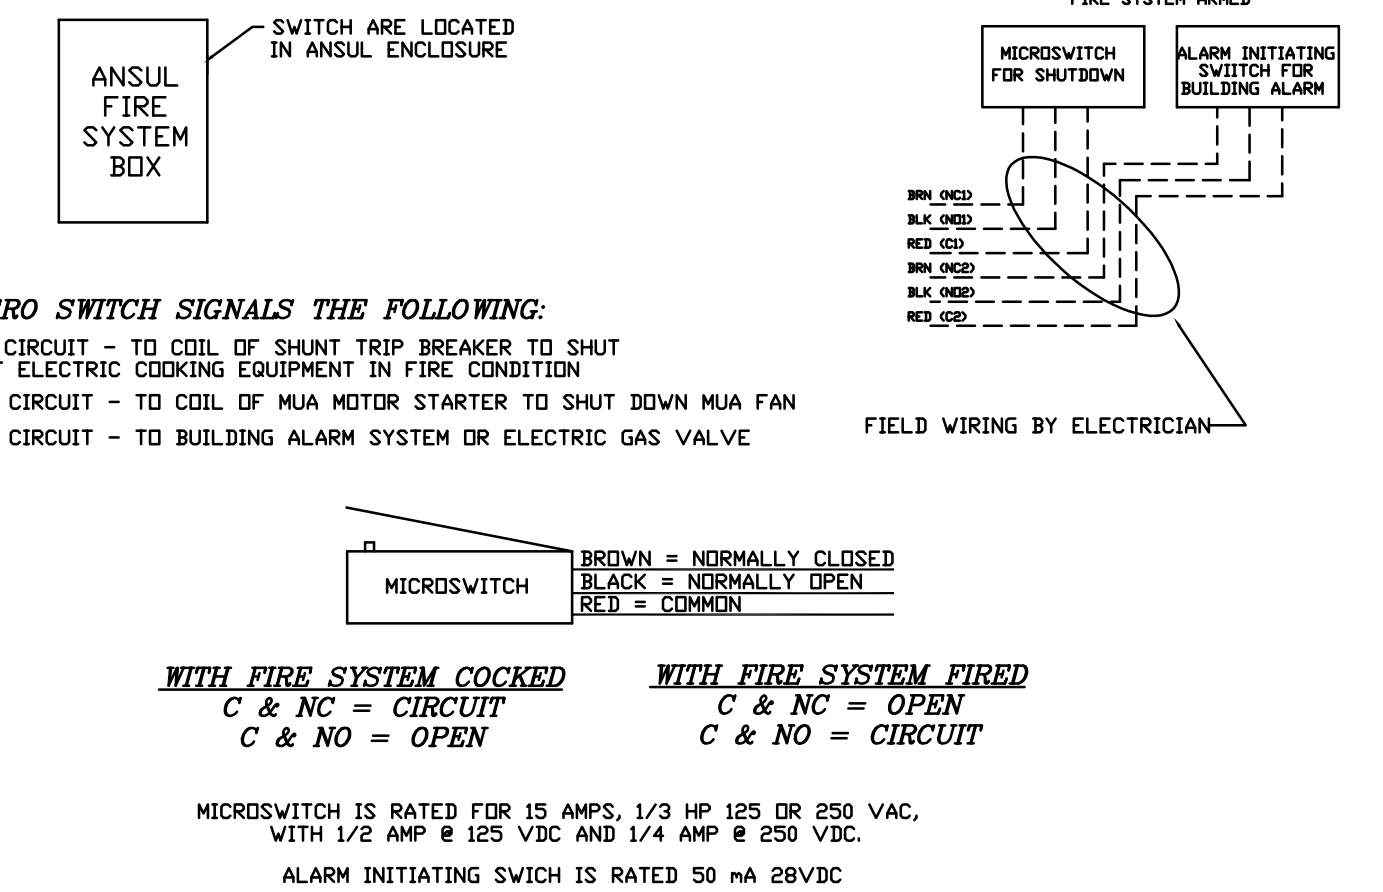 SWITCH ARE LOCATED
IN ANSUL ENCLOSURE
ANSUL
FIRE
SYSTEM
BOX
FIRE SYSTEM ARMED
MICROSWITCH
FOR SHUTDOWN
ALARM INITIATING
SWIITCH FOR
BUILDING ALARM
BRN (NC1)
BLK (NO1)
RED (C1)
BRN (NC2)
BLK (NO2)
RED (C2)
FIELD WIRING BY ELECTRICIAN
RO SWITCH SIGNALS THE FOLLOWING:
CIRCUIT - TO COIL OF SHUNT TRIP BREAKER TO SHUT
ELECTRIC COOKING EQUIPMENT IN FIRE CONDITION
CIRCUIT - TO COIL OF MUA MOTOR STARTER TO SHUT DOWN MUA FAN
CIRCUIT - TO BUILDING ALARM SYSTEM OR ELECTRIC GAS VALVE
MICROSWITCH
BROWN = NORMALLY CLOSED
BLACK = NORMALLY OPEN
RED = COMMON
WITH FIRE SYSTEM COCKED
C & NC = CIRCUIT
C & NO = OPEN
WITH FIRE SYSTEM FIRED
C & NC = OPEN
C & NO = CIRCUIT
MICROSWITCH IS RATED FOR 15 AMPS, 1/3 HP 125 OR 250 VAC,
WITH 1/2 AMP @ 125 VDC AND 1/4 AMP @ 250 VDC.
ALARM INITIATING SWICH IS RATED 50 mA 28VDC